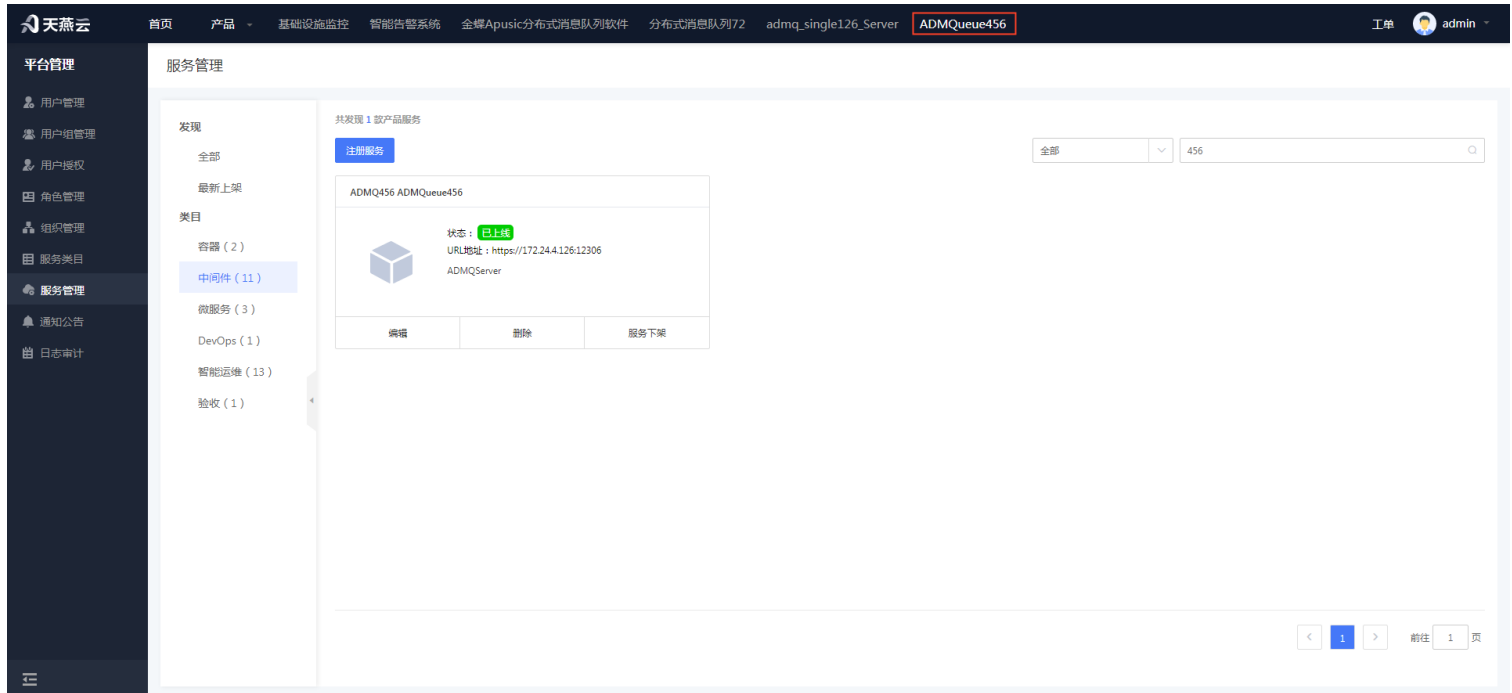 天燕云 首页 产品 基础设施监控 智能告警系统 金蝶Apusic分布式消息队列软件 分布式消息队列72 admq_single126_Server ADMQueue456 工单 admin
平台管理
用户管理
用户组管理
用户授权
角色管理
组织管理
服务类目
服务管理
通知公告
日志审计
服务管理
发现
全部
最新上架
类目
容器 ( 2 )
中间件 ( 11 )
微服务 ( 3 )
DevOps ( 1 )
智能运维 ( 13 )
验收 ( 1 )
共发现 1 款产品服务
注册服务 全部 456
ADMQ456 ADMQueue456
状态： 已上线
URL地址：https://172.24.4.126:12306
ADMQServer
编辑 删除 服务下架
1 前往 1 页